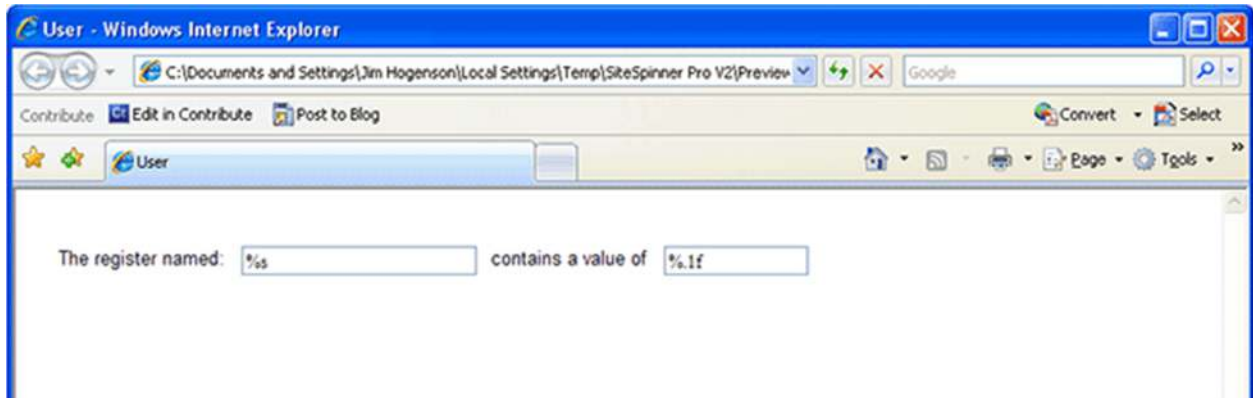 User - Windows Internet Explorer
C:\Documents and Settings\Jim Hogenson\Local Settings\Temp\SiteSpinner Pro V2\Preview Google
Contribute Edit in Contribute Post to Blog Convert Select
User Page Tools »
The register named: %s contains a value of %.1f